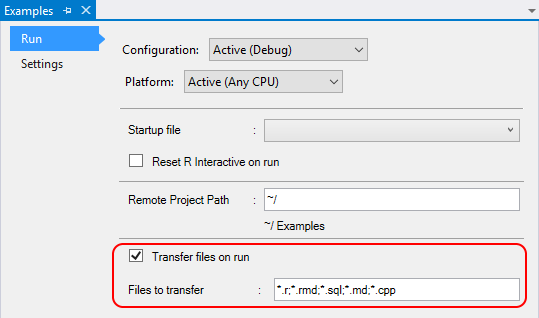 Examples
Run
Settings
Configuration: Active (Debug)
Platform: Active (Any CPU)
Startup file :
Reset R Interactive on run
Remote Project Path : ~/
~/ Examples
Transfer files on run
Files to transfer : *.r;*.rmd;*.sql;*.md;*.cpp